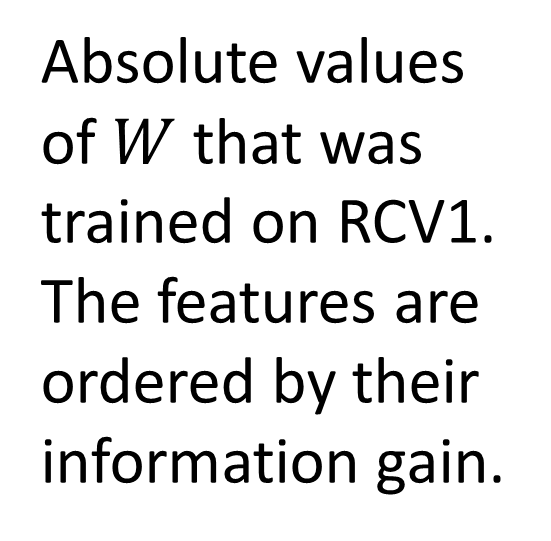 Absolute values
of W that was
trained on RCV1.
The features are
ordered by their
information gain.